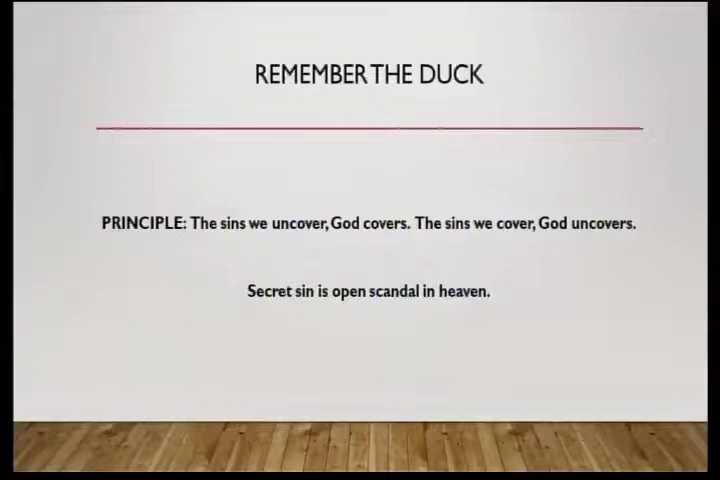 REMEMBER THE DUCK
PRINCIPLE: The sins we uncover, God covers. The sins we cover, God uncovers.
Secret sin is open scandal in heaven.